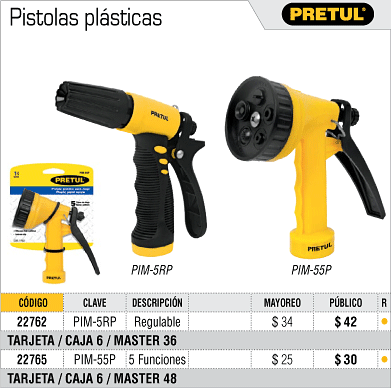 Pistolas plásticas
PRETUL®
PRETUL
PIM-5RP
PRETUL
PIM-55P
CÓDIGO CLAVE DESCRIPCIÓN MAYOREO PÚBLICO R
22762 PIM-5RP Regulable $ 34 $ 42
TARJETA / CAJA 6 / MASTER 36
22765 PIM-55P 5 Funciones $ 25 $ 30
TARJETA / CAJA 6 / MASTER 48